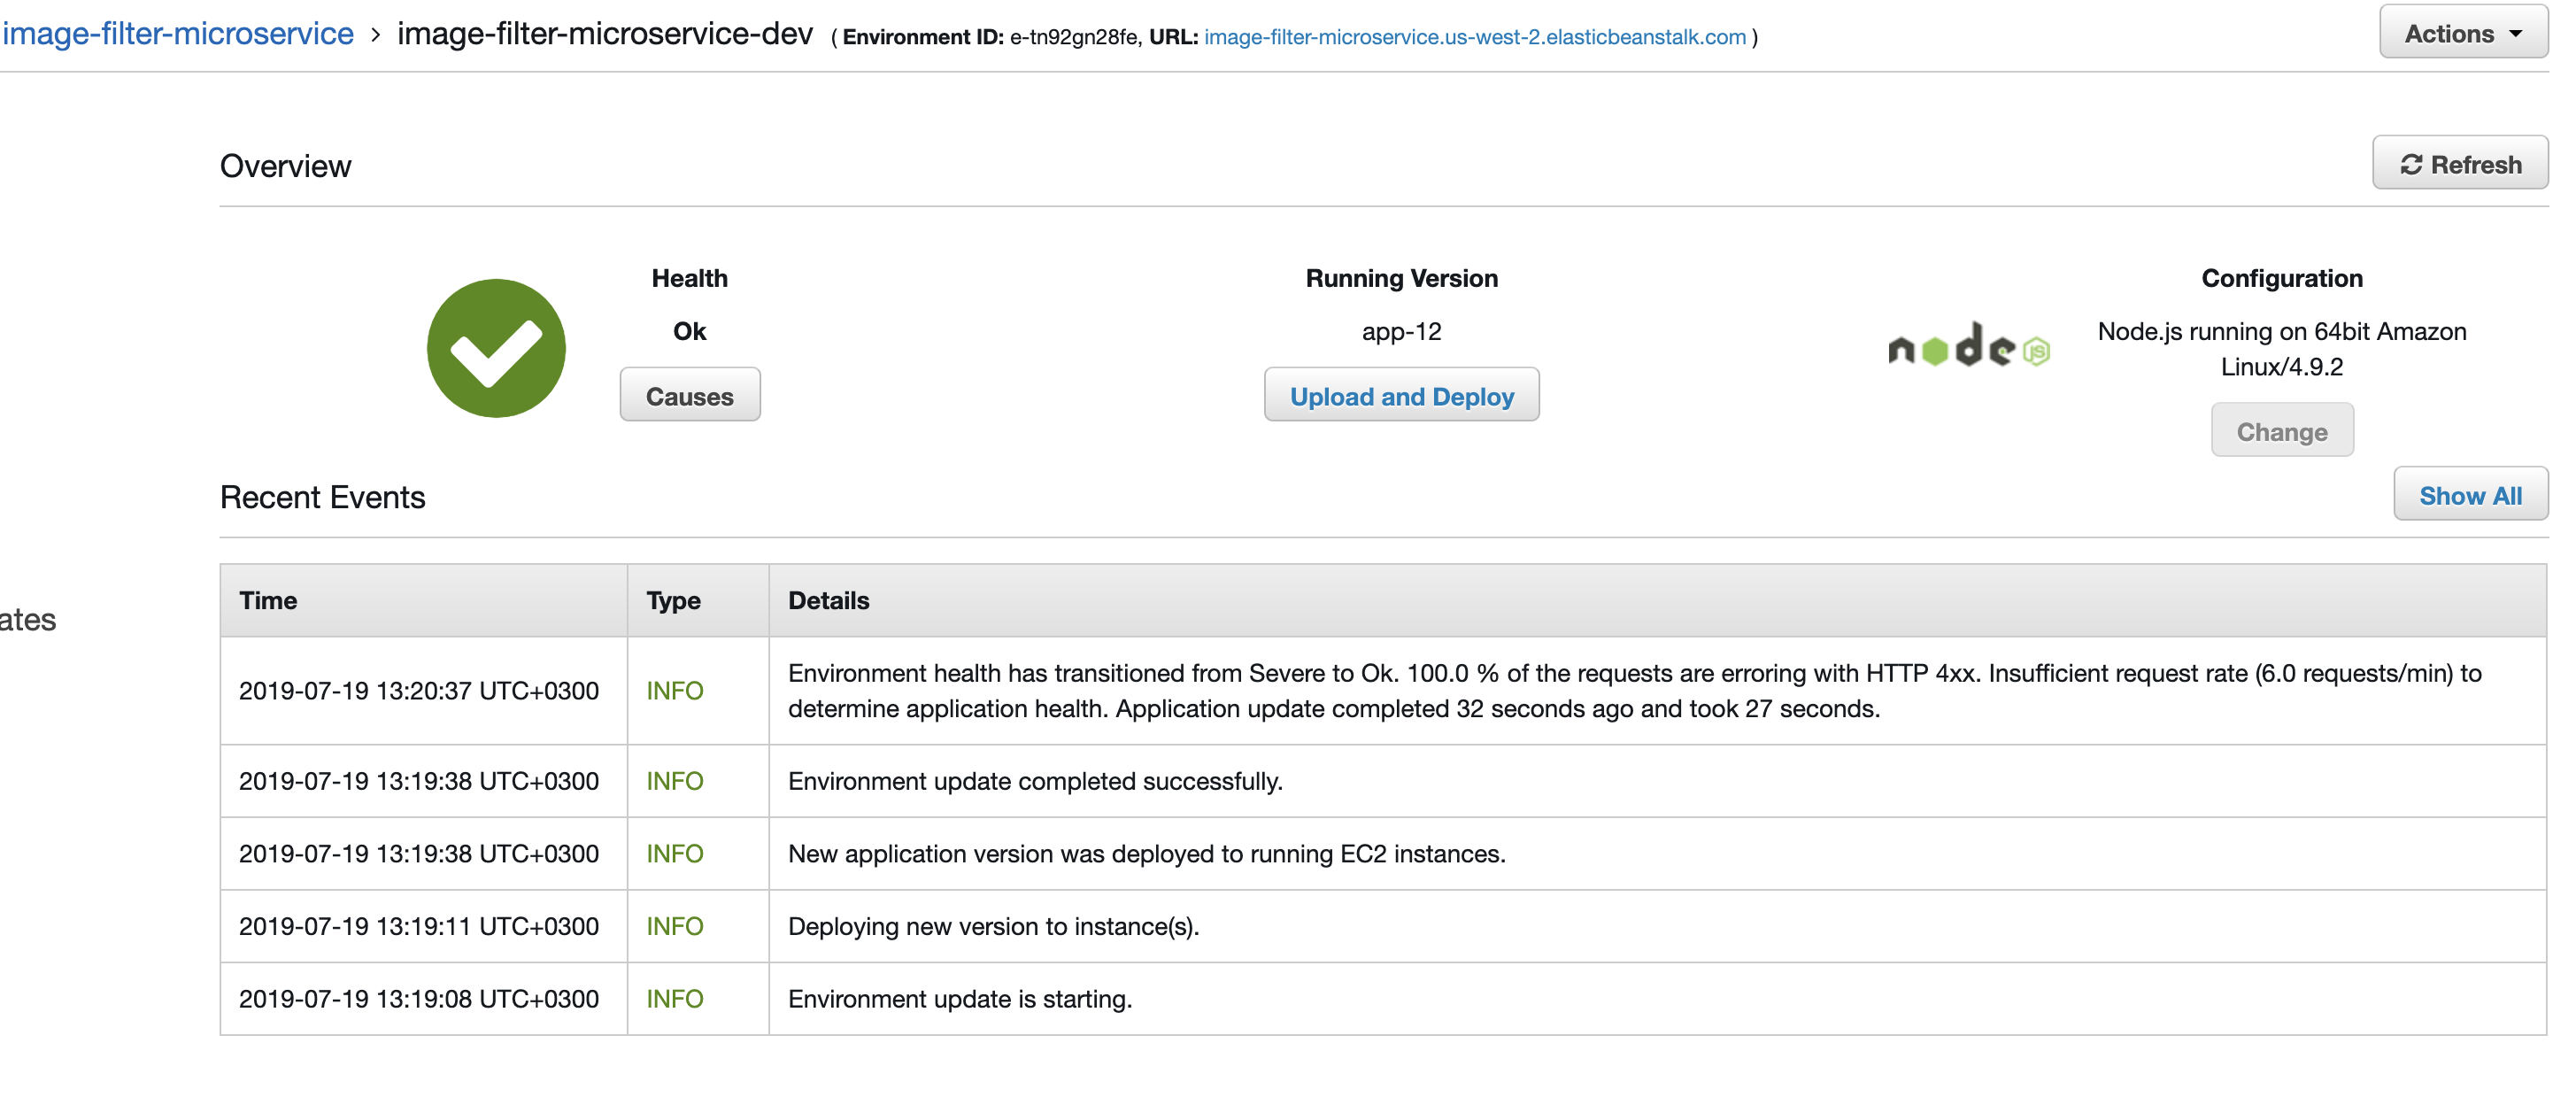 image-filter-microservice > image-filter-microservice-dev ( Environment ID: e-tn92gn28fe, URL: image-filter-microservice.us-west-2.elasticbeanstalk.com )
Actions
Overview
Refresh
Health
Ok
Causes
Running Version
app-12
Upload and Deploy
node JS
Configuration
Node.js running on 64bit Amazon
Linux/4.9.2
Change
Recent Events
Show All
ates
Time Type Details
2019-07-19 13:20:37 UTC+0300 INFO Environment health has transitioned from Severe to Ok. 100.0 % of the requests are erroring with HTTP 4xx. Insufficient request rate (6.0 requests/min) to
determine application health. Application update completed 32 seconds ago and took 27 seconds.
2019-07-19 13:19:38 UTC+0300 INFO Environment update completed successfully.
2019-07-19 13:19:38 UTC+0300 INFO New application version was deployed to running EC2 instances.
2019-07-19 13:19:11 UTC+0300 INFO Deploying new version to instance(s).
2019-07-19 13:19:08 UTC+0300 INFO Environment update is starting.